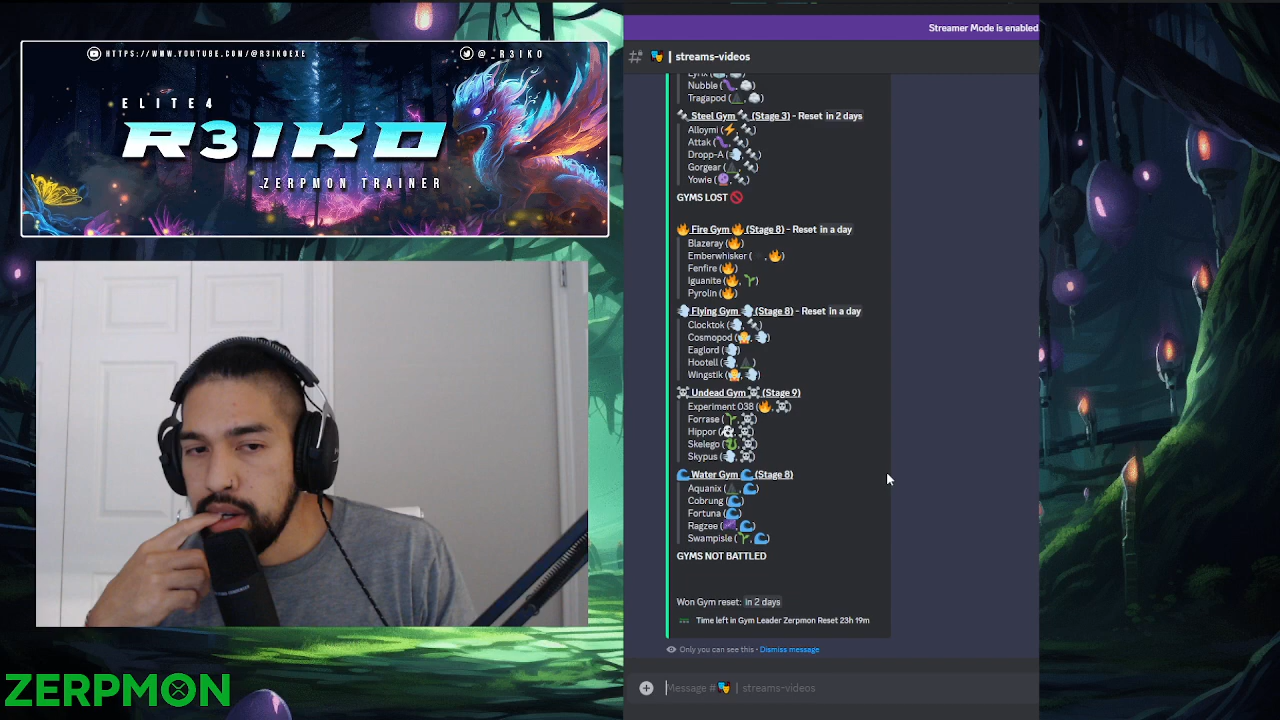 HTTPS://WWW.YOUTUBE.COM/@R3IKOEXE
@_R3IKO
ELITE4
R3IKO
ZERPMON TRAINER
ZERPMON
Streamer Mode is enabled
streams-videos
Lynx
Nubble
Tragapod
Steel Gym (Stage 3) - Reset in 2 days
Alloymi
Attak
Dropp-A
Gorgear
Yowie
GYMS LOST
Fire Gym (Stage 8) - Reset in a day
Blazeray
Emberwhisker
Fenfire
Iguanite
Pyrolin
Flying Gym (Stage 8) - Reset in a day
Clocktok
Cosmopod
Eaglord
Hootell
Wingstik
Undead Gym (Stage 9)
Experiment 038
Forrase
Hippor
Skelego
Skypus
Water Gym (Stage 8)
Aquanix
Cobrung
Fortuna
Ragzee
Swampisle
GYMS NOT BATTLED
Won Gym reset: in 2 days
Time left in Gym Leader Zerpmon Reset 23h 19m
Only you can see this • Dismiss message
Message # | streams-videos